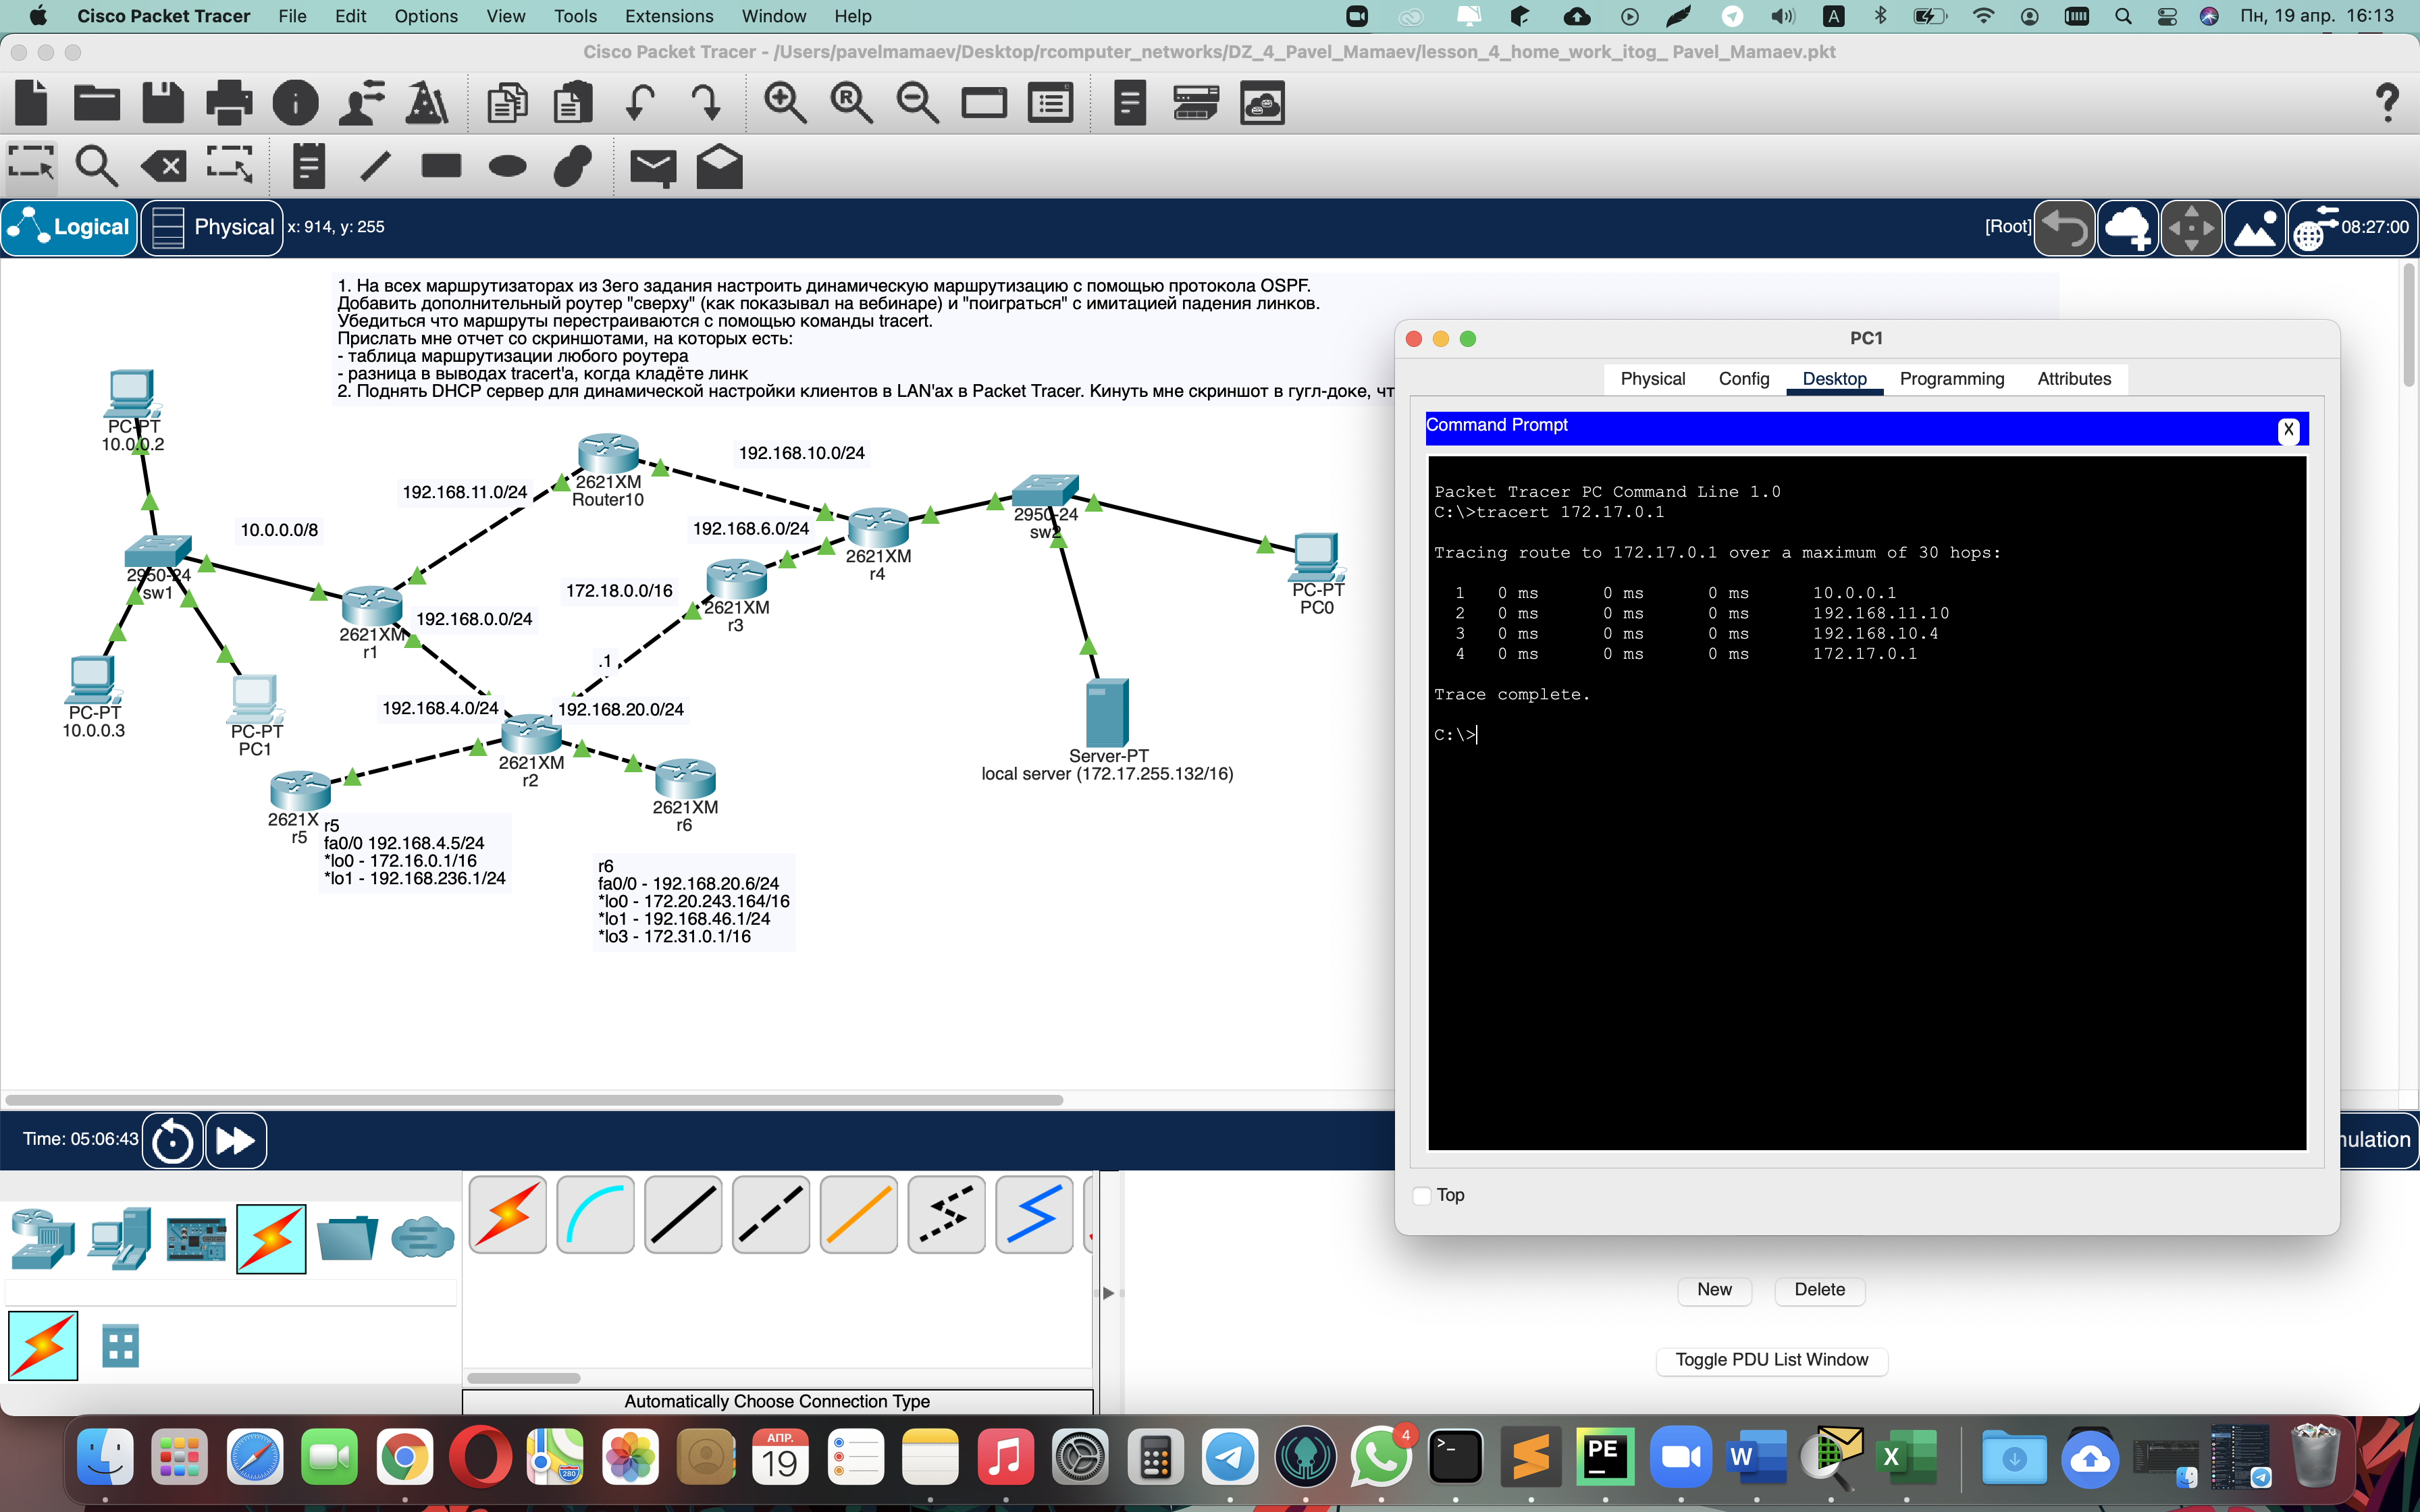 Cisco Packet Tracer File Edit Options View Tools Extensions Window Help
A
Пн, 19 апр. 16:13
Cisco Packet Tracer - /Users/pavelmamaev/Desktop/rcomputer_networks/DZ_4_Pavel_Mamaev/lesson_4_home_work_itog_ Pavel_Mamaev.pkt
Logical Physical x: 914, y: 255 [Root] 08:27:00
1. На всех маршрутизаторах из 3его задания настроить динамическую маршрутизацию с помощью протокола OSPF.
Добавить дополнительный роутер "сверху" (как показывал на вебинаре) и "поиграться" с имитацией падения линков.
Убедиться что маршруты перестраиваются с помощью команды tracert.
Прислать мне отчет со скриншотами, на которых есть:
- таблица маршрутизации любого роутера
- разница в выводах tracert'а, когда кладёте линк
2. Поднять DHCP сервер для динамической настройки клиентов в LAN'ах в Packet Tracer. Кинуть мне скриншот в гугл-доке, чт
PC-PT
10.0.0.2
10.0.0.0/8
2950-24
sw1
PC-PT
10.0.0.3
PC-PT
PC1
192.168.11.0/24
2621XM
Router10
192.168.10.0/24
2621XM
r1
192.168.0.0/24
192.168.6.0/24
172.18.0.0/16
2621XM
r3
.1
2621XM
r4
2950-24
sw2
PC-PT
PC0
192.168.4.0/24
192.168.20.0/24
2621XM
r2
Server-PT
local server (172.17.255.132/16)
2621X
r5
r5
fa0/0 192.168.4.5/24
*lo0 - 172.16.0.1/16
*lo1 - 192.168.236.1/24
2621XM
r6
r6
fa0/0 - 192.168.20.6/24
*lo0 - 172.20.243.164/16
*lo1 - 192.168.46.1/24
*lo3 - 172.31.0.1/16
PC1
Physical Config Desktop Programming Attributes
Command Prompt
X
Packet Tracer PC Command Line 1.0
C:\>tracert 172.17.0.1
Tracing route to 172.17.0.1 over a maximum of 30 hops:
1 0 ms 0 ms 0 ms 10.0.0.1
2 0 ms 0 ms 0 ms 192.168.11.10
3 0 ms 0 ms 0 ms 192.168.10.4
4 0 ms 0 ms 0 ms 172.17.0.1
Trace complete.
C:\>
Top
Time: 05:06:43
nulation
New Delete
Toggle PDU List Window
Automatically Choose Connection Type
АПР.
19
280
4
PE
W
X